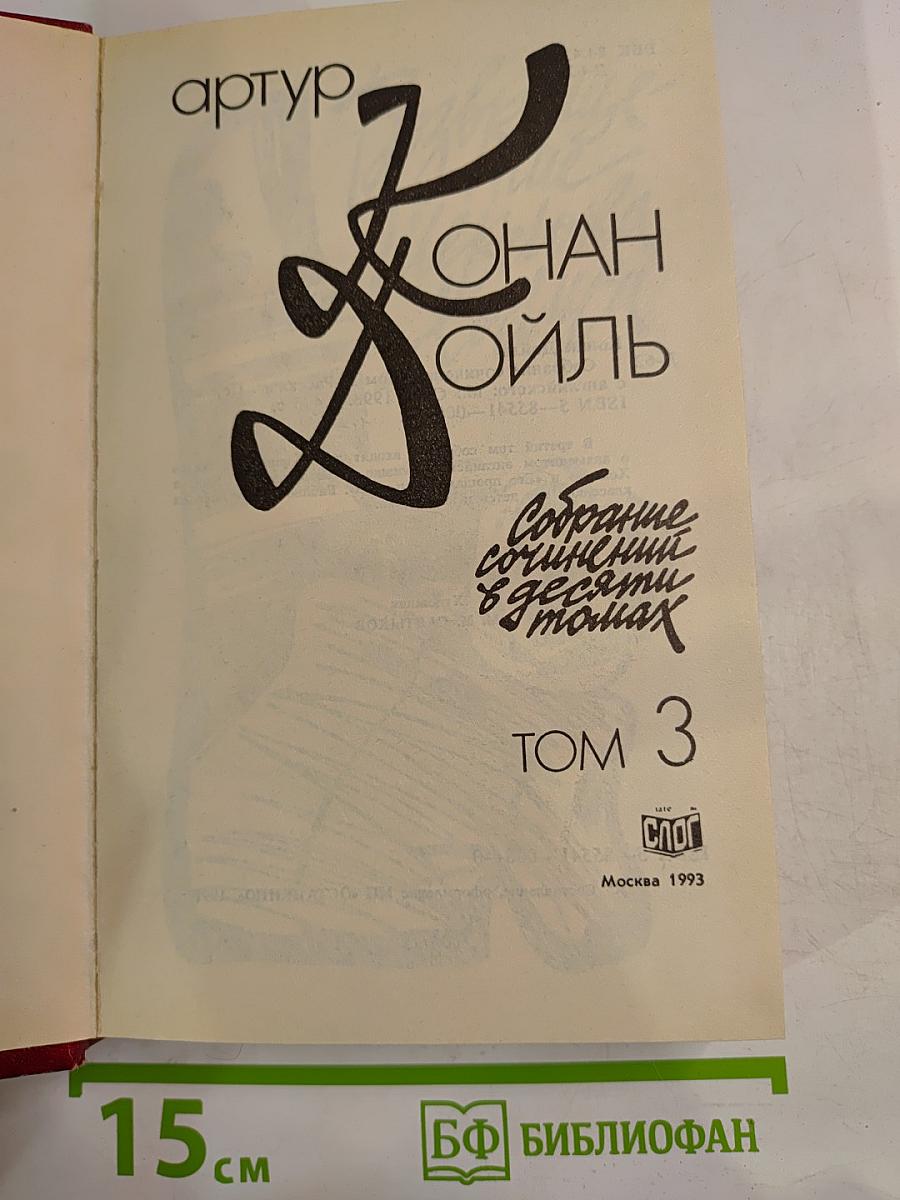 артур
КОНАН
ДОЙЛЬ
Собрание
сочинений
в десяти
томах
ТОМ 3
СЛОГ
Москва 1993
15 см
БФ БИБЛИОФАН